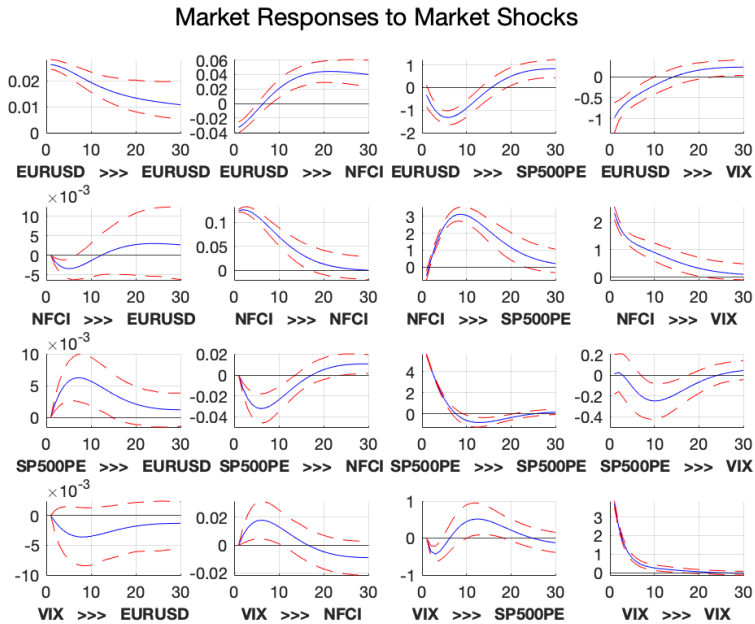 Market Responses to Market Shocks
0.02
0.01
0
0 10 20 30
EURUSD >>> EURUSD
0.06
0.04
0.02
0
-0.02
-0.04
0 10 20 30
EURUSD >>> NFCI
1
0
-1
-2
0 10 20 30
EURUSD >>> SP500PE
0
-0.5
-1
0 10 20 30
EURUSD >>> VIX
×10⁻³
10
5
0
-5
0 10 20 30
NFCI >>> EURUSD
0.1
0.05
0
0 10 20 30
NFCI >>> NFCI
3
2
1
0
0 10 20 30
NFCI >>> SP500PE
2
1
0
0 10 20 30
NFCI >>> VIX
×10⁻³
10
5
0
0 10 20 30
SP500PE >>> EURUSD
0.02
0
-0.02
-0.04
0 10 20 30
SP500PE >>> NFCI
4
2
0
0 10 20 30
SP500PE >>> SP500PE
0.2
0
-0.2
-0.4
0 10 20 30
SP500PE >>> VIX
×10⁻³
0
-5
-10
0 10 20 30
VIX >>> EURUSD
0.02
0
-0.02
0 10 20 30
VIX >>> NFCI
1
0
-1
0 10 20 30
VIX >>> SP500PE
3
2
1
0
0 10 20 30
VIX >>> VIX